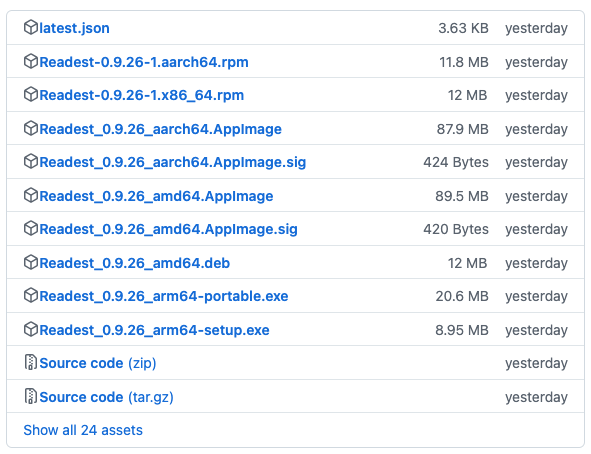 latest.json 3.63 KB yesterday
Readest-0.9.26-1.aarch64.rpm 11.8 MB yesterday
Readest-0.9.26-1.x86_64.rpm 12 MB yesterday
Readest_0.9.26_aarch64.AppImage 87.9 MB yesterday
Readest_0.9.26_aarch64.AppImage.sig 424 Bytes yesterday
Readest_0.9.26_amd64.AppImage 89.5 MB yesterday
Readest_0.9.26_amd64.AppImage.sig 420 Bytes yesterday
Readest_0.9.26_amd64.deb 12 MB yesterday
Readest_0.9.26_arm64-portable.exe 20.6 MB yesterday
Readest_0.9.26_arm64-setup.exe 8.95 MB yesterday
Source code (zip) yesterday
Source code (tar.gz) yesterday
Show all 24 assets